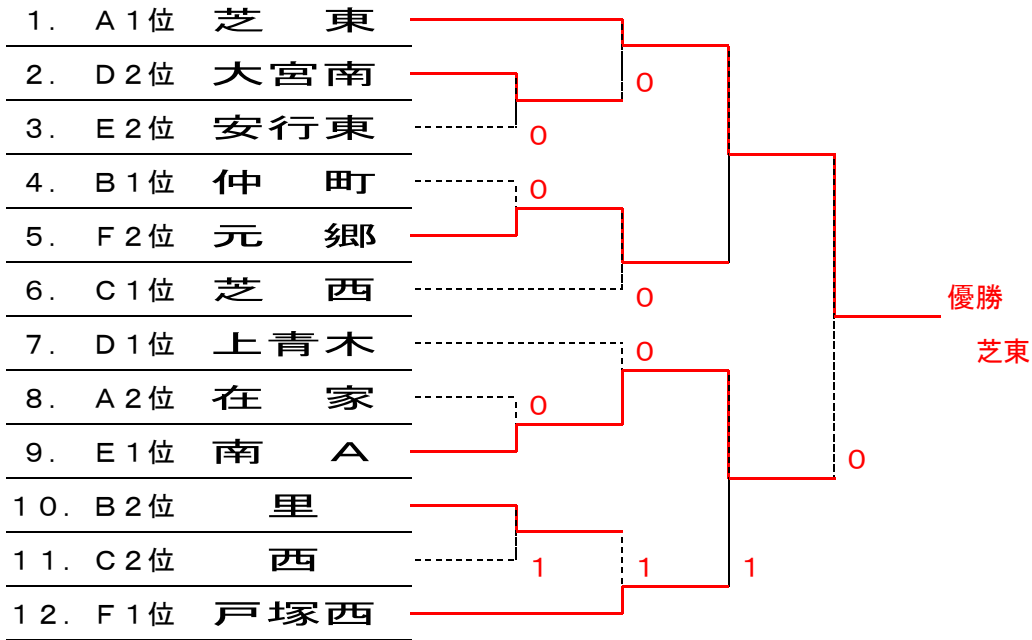 １．　Ａ１位　芝　東
２．　Ｄ２位　大宮南
０
３．　Ｅ２位　安行東
０
４．　Ｂ１位　仲　町
０
５．　Ｆ２位　元　郷
６．　Ｃ１位　芝　西
０
優勝
７．　Ｄ１位　上青木
０
芝東
８．　Ａ２位　在　家
０
９．　Ｅ１位　南　Ａ
０
１０．　Ｂ２位　里
１１．　Ｃ２位　西
１　１　１
１２．　Ｆ１位　戸塚西